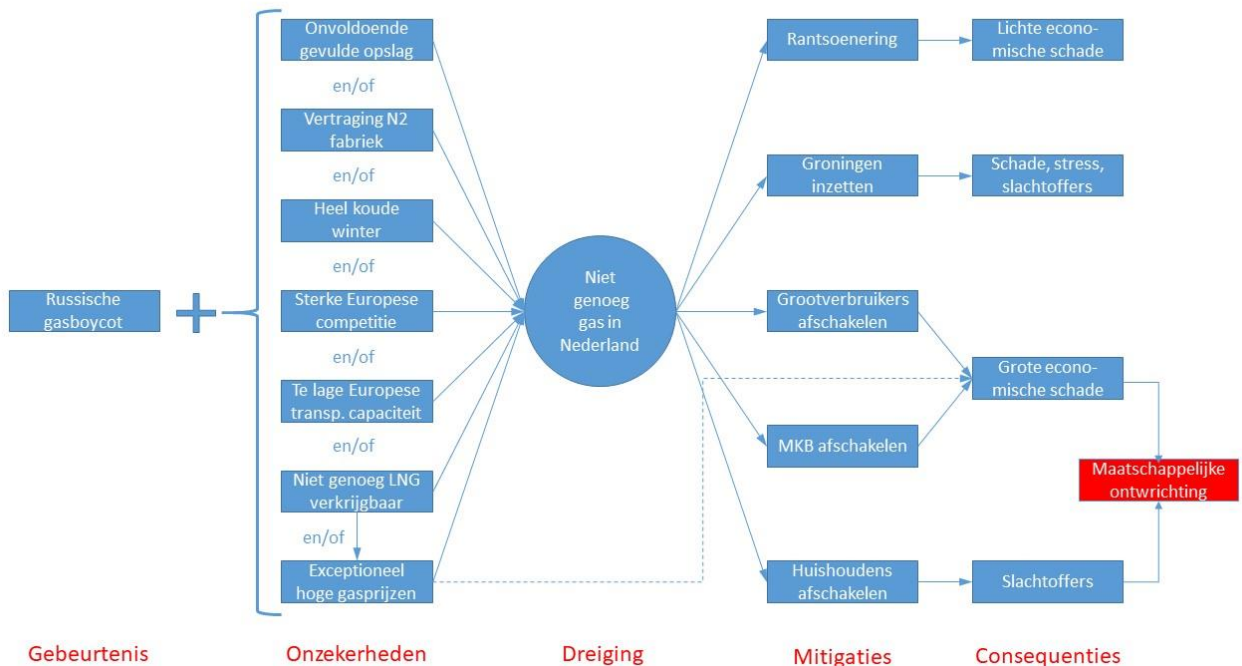 Russische
gasboycot
Onvoldoende
gevulde opslag
en/of
Vertraging N2
fabriek
en/of
Heel koude
winter
en/of
Sterke Europese
competitie
en/of
Te lage Europese
transp. capaciteit
en/of
Niet genoeg LNG
verkrijgbaar
en/of
Exceptioneel
hoge gasprijzen
Niet
genoeg
gas in
Nederland
Rantsoenering
Groningen
inzetten
Grootverbruikers
afschakelen
MKB afschakelen
Huishoudens
afschakelen
Lichte econo-
mische schade
Schade, stress,
slachtoffers
Grote econo-
mische schade
Maatschappelijke
ontwrichting
Slachtoffers
Gebeurtenis
Onzekerheden
Dreiging
Mitigaties
Consequenties